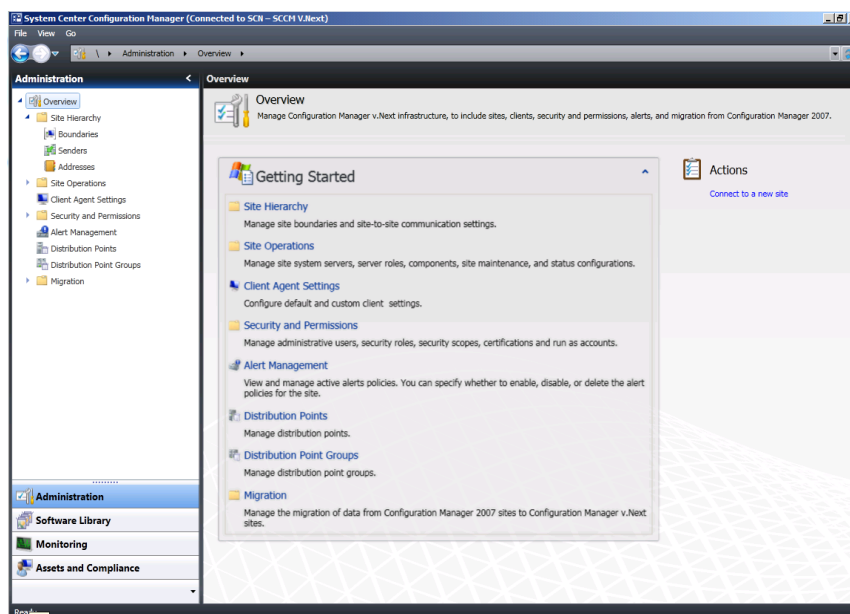 System Center Configuration Manager (Connected to SCN – SCCM V.Next)
File View Go
\ Administration Overview
Administration
Overview
Site Hierarchy
Boundaries
Senders
Addresses
Site Operations
Client Agent Settings
Security and Permissions
Alert Management
Distribution Points
Distribution Point Groups
Migration
Administration
Software Library
Monitoring
Assets and Compliance
Overview
Overview
Manage Configuration Manager v.Next infrastructure, to include sites, clients, security and permissions, alerts, and migration from Configuration Manager 2007.
Getting Started
Site Hierarchy
Manage site boundaries and site-to-site communication settings.
Site Operations
Manage site system servers, server roles, components, site maintenance, and status configurations.
Client Agent Settings
Configure default and custom client settings.
Security and Permissions
Manage administrative users, security roles, security scopes, certifications and run as accounts.
Alert Management
View and manage active alerts policies. You can specify whether to enable, disable, or delete the alert
policies for the site.
Distribution Points
Manage distribution points.
Distribution Point Groups
Manage distribution point groups.
Migration
Manage the migration of data from Configuration Manager 2007 sites to Configuration Manager v.Next
sites.
Actions
Connect to a new site